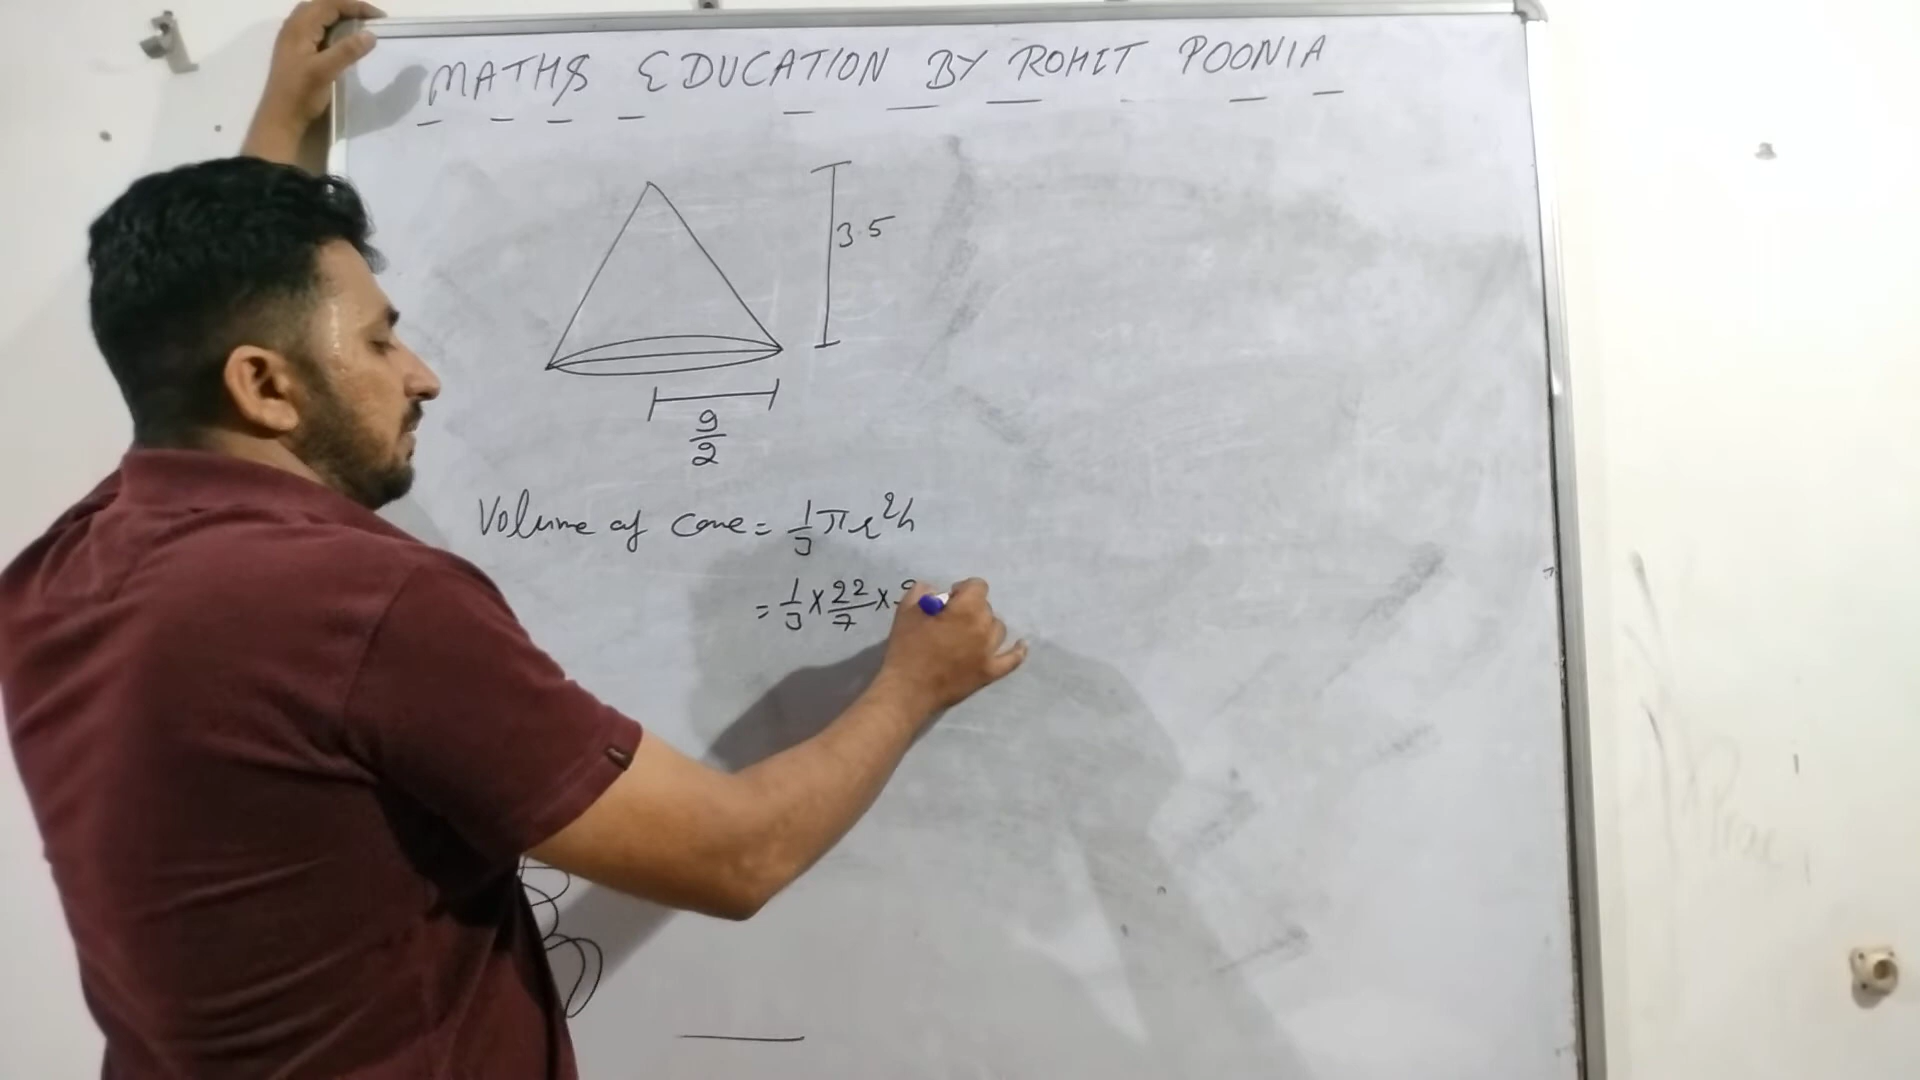 MATHS EDUCATION BY ROHIT POONIA
3.5
9/2
Volume of Cone = 1/3 πr²h
= 1/3 × 22/7 ×